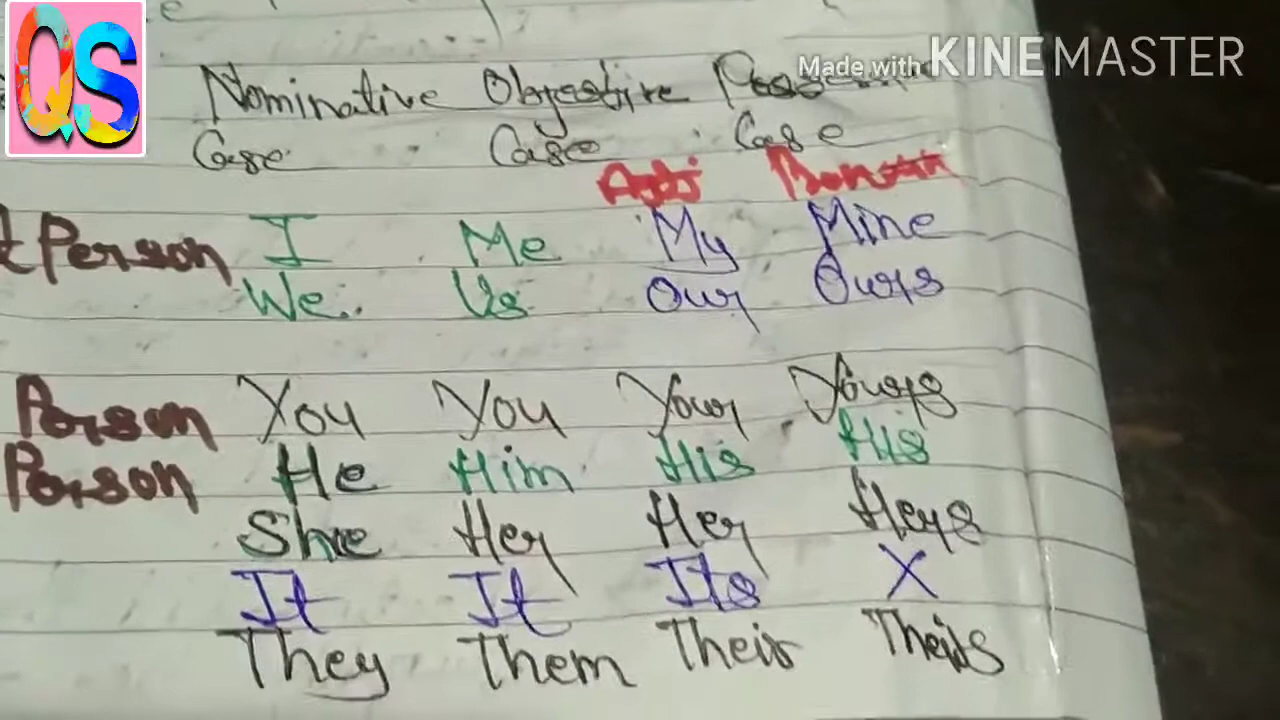 QS
Made with KINEMASTER
Nominative Objective
Case Case Case
Person I Me My Mine
We Us Our Ours
Person You You Your Yours
Person He Him His His
She Her Her Hers
It It Its X
They Them Their Theirs